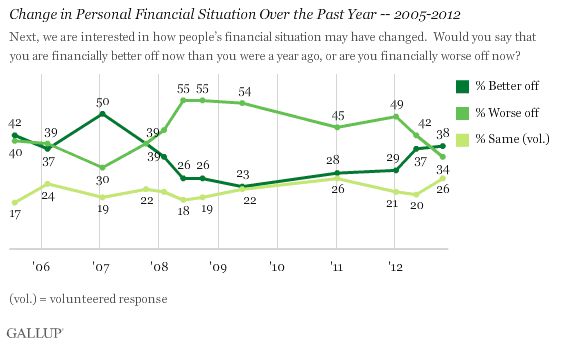 Change in Personal Financial Situation Over the Past Year -- 2005-2012
Next, we are interested in how people's financial situation may have changed. Would you say that
you are financially better off now than you were a year ago, or are you financially worse off now?
% Better off
% Worse off
% Same (vol.)
42 37 50 39 26 26 23 28 29 37 38
40 39 30 39 55 55 54 45 49 42 34
17 24 19 22 18 19 22 26 21 20 26
'06 '07 '08 '09 '10 '11 '12
(vol.) = volunteered response
GALLUP'